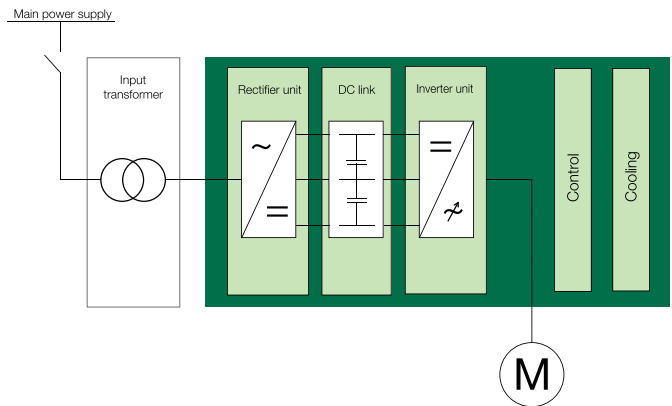 Main power supply
Input
transformer
Rectifier unit
DC link
Inverter unit
Control
Cooling
M